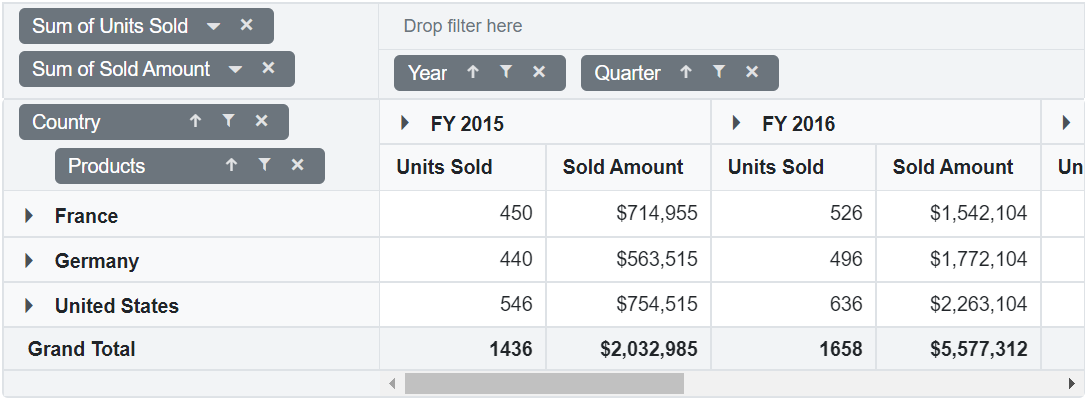 Sum of Units Sold
Sum of Sold Amount
Drop filter here
Year Quarter
Country
Products
FY 2015 FY 2016
Units Sold Sold Amount Units Sold Sold Amount Un
France 450 $714,955 526 $1,542,104
Germany 440 $563,515 496 $1,772,104
United States 546 $754,515 636 $2,263,104
Grand Total 1436 $2,032,985 1658 $5,577,312